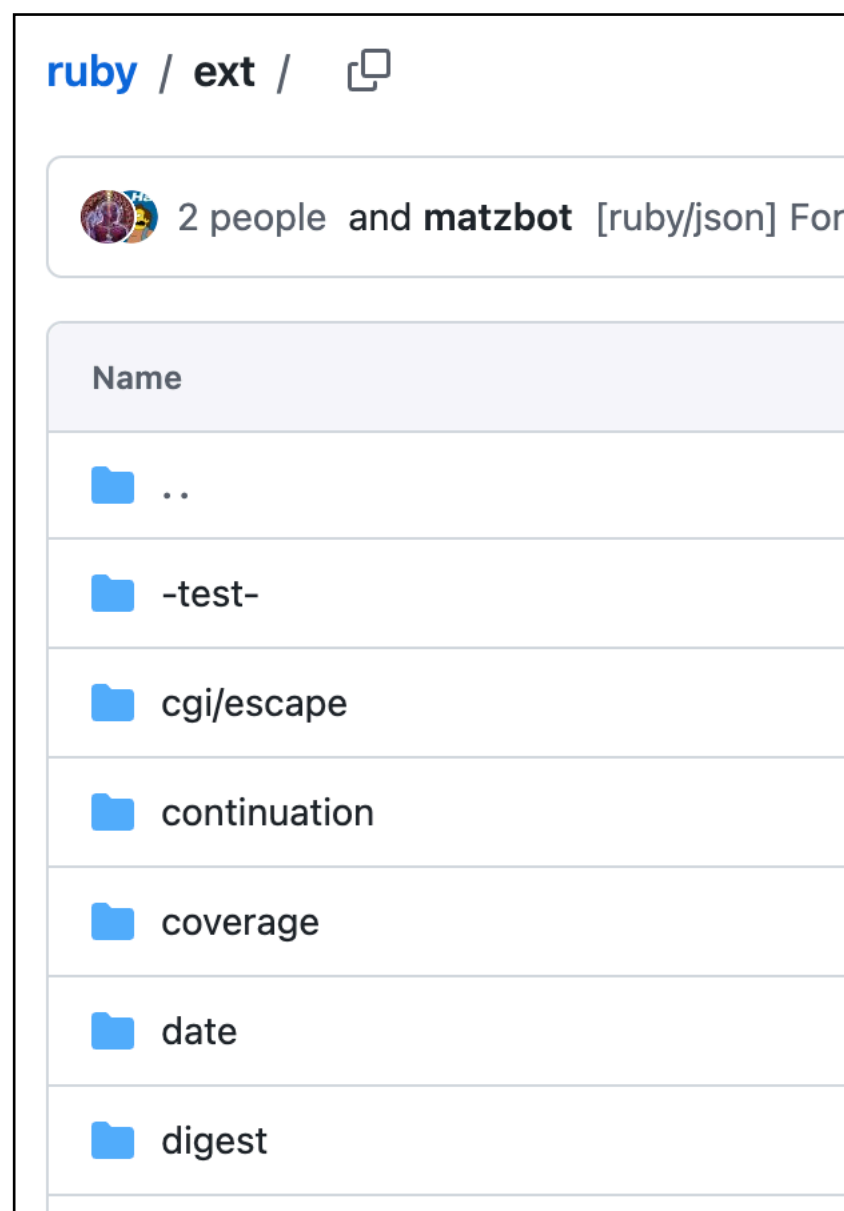 ruby / ext /
2 people and matzbot [ruby/json] For
Name
..
-test-
cgi/escape
continuation
coverage
date
digest